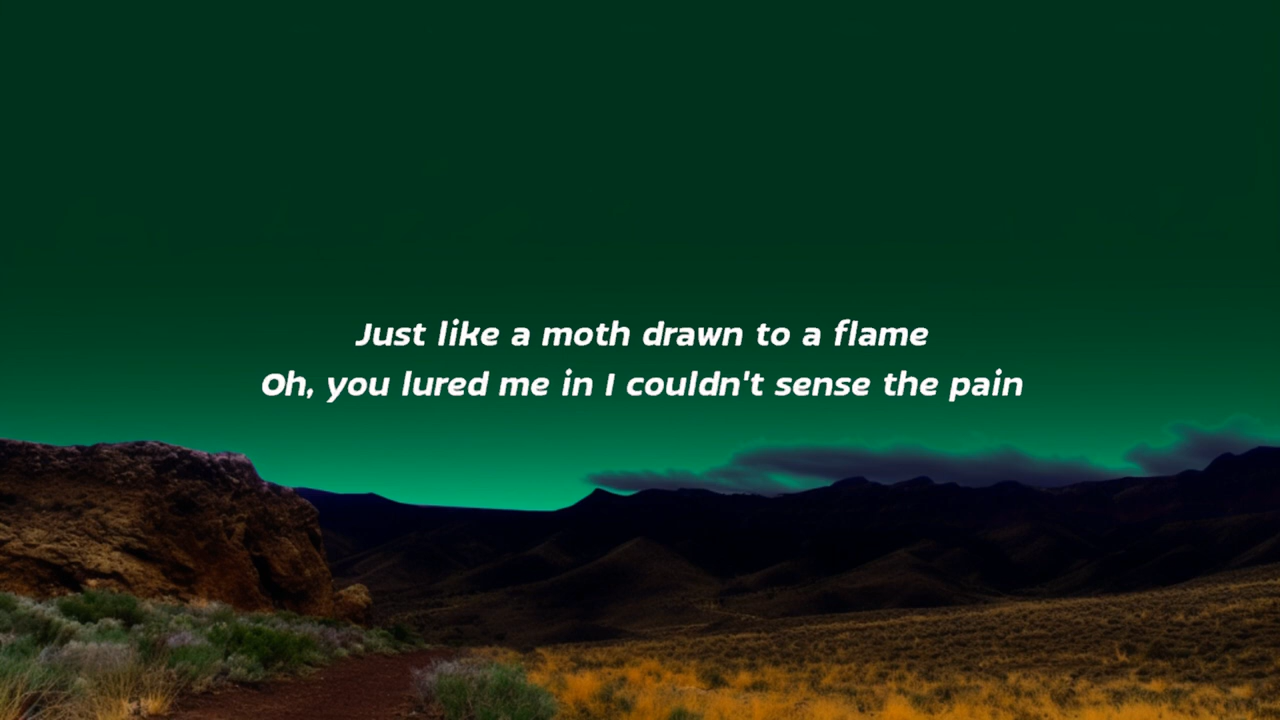 Just like a moth drawn to a flame
Oh, you lured me in I couldn't sense the pain